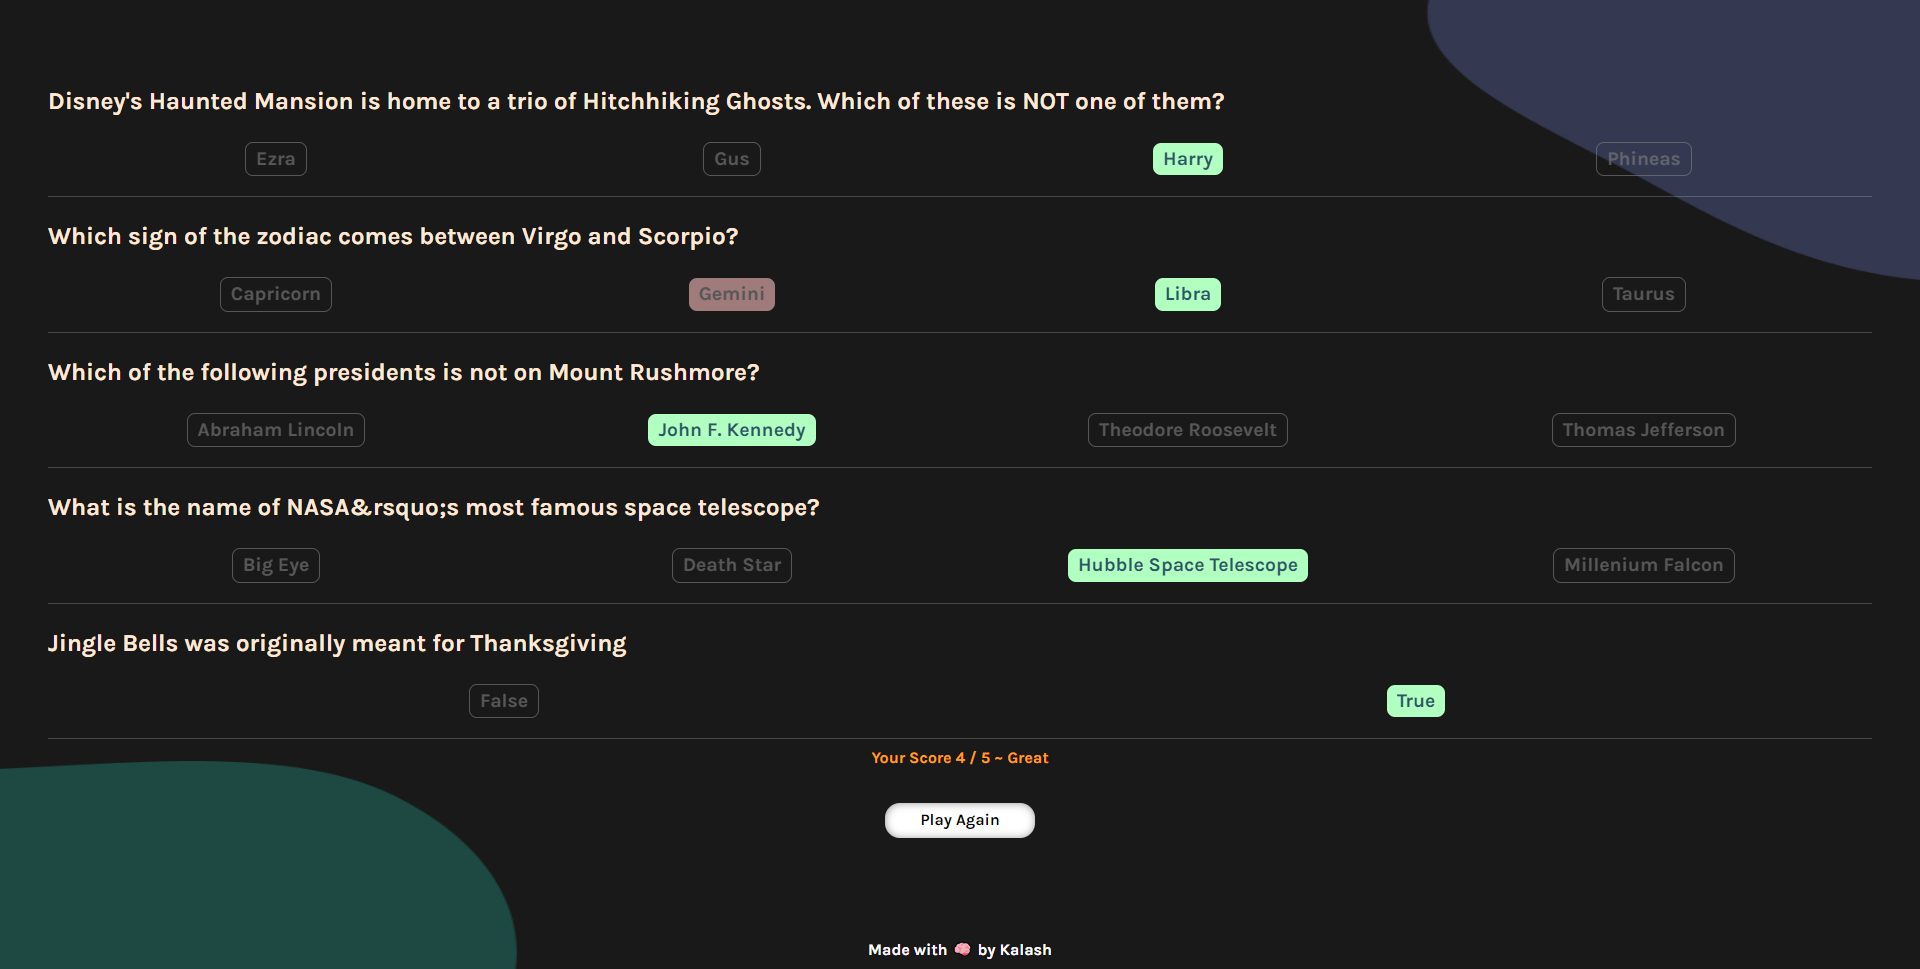 Disney's Haunted Mansion is home to a trio of Hitchhiking Ghosts. Which of these is NOT one of them?
Ezra Gus Harry Phineas
Which sign of the zodiac comes between Virgo and Scorpio?
Capricorn Gemini Libra Taurus
Which of the following presidents is not on Mount Rushmore?
Abraham Lincoln John F. Kennedy Theodore Roosevelt Thomas Jefferson
What is the name of NASA&rsquo;s most famous space telescope?
Big Eye Death Star Hubble Space Telescope Millenium Falcon
Jingle Bells was originally meant for Thanksgiving
False True
Your Score 4 / 5 ~ Great
Play Again
Made with 🧠 by Kalash